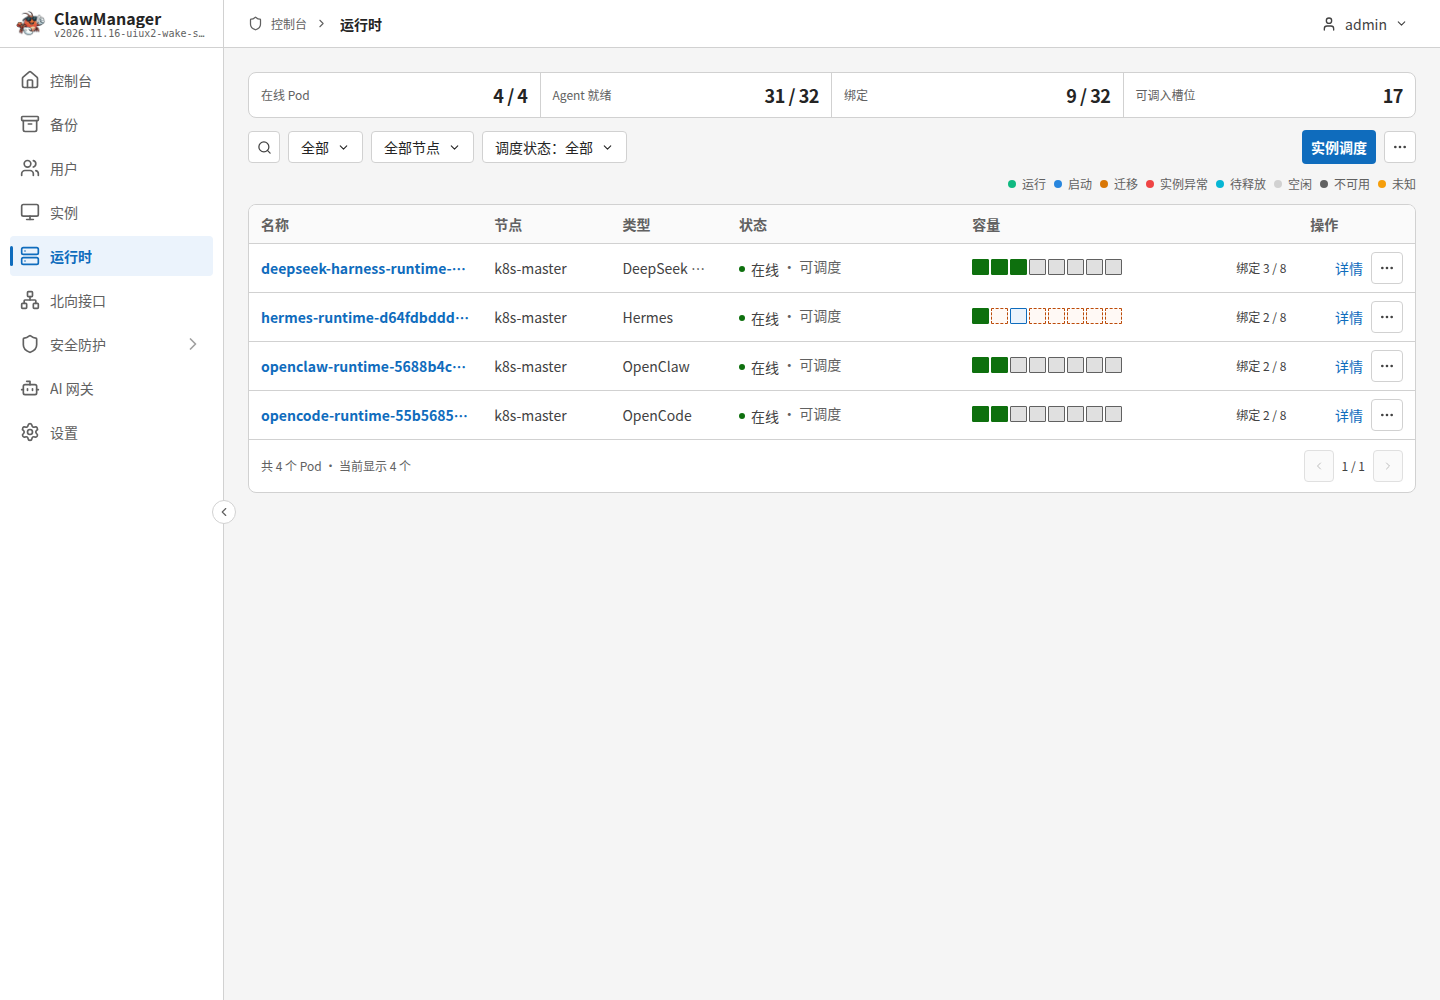 ClawManager
v2026.11.16-uiux2-wake-s…
控制台
运行时
admin
控制台
备份
用户
实例
运行时
北向接口
安全防护
AI 网关
设置
在线 Pod 4 / 4
Agent 就绪 31 / 32
绑定 9 / 32
可调入槽位 17
全部
全部节点
调度状态：全部
实例调度
运行 启动 迁移 实例异常 待释放 空闲 不可用 未知
名称 节点 类型 状态 容量 操作
deepseek-harness-runtime-… k8s-master DeepSeek … 在线 · 可调度 绑定 3 / 8 详情
hermes-runtime-d64fdbddd… k8s-master Hermes 在线 · 可调度 绑定 2 / 8 详情
openclaw-runtime-5688b4c… k8s-master OpenClaw 在线 · 可调度 绑定 2 / 8 详情
opencode-runtime-55b5685… k8s-master OpenCode 在线 · 可调度 绑定 2 / 8 详情
共 4 个 Pod · 当前显示 4 个
1 / 1